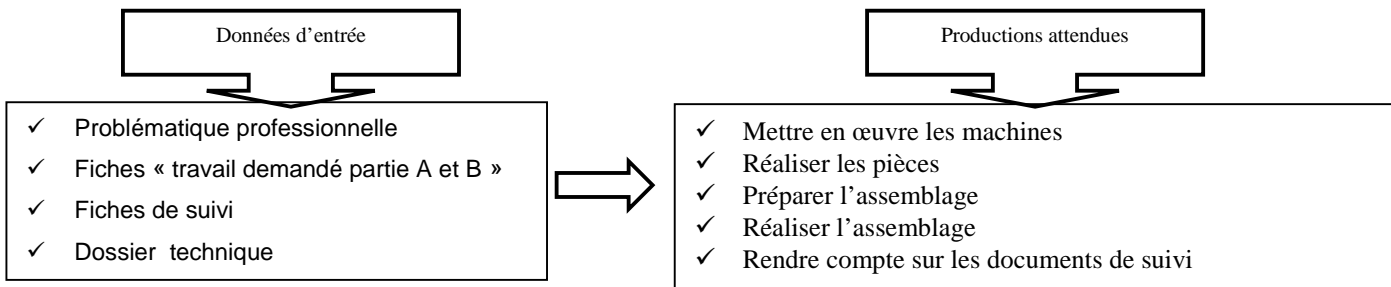 Données d'entrée
✓ Problématique professionnelle
✓ Fiches « travail demandé partie A et B »
✓ Fiches de suivi
✓ Dossier technique
Productions attendues
✓ Mettre en œuvre les machines
✓ Réaliser les pièces
✓ Préparer l'assemblage
✓ Réaliser l'assemblage
✓ Rendre compte sur les documents de suivi